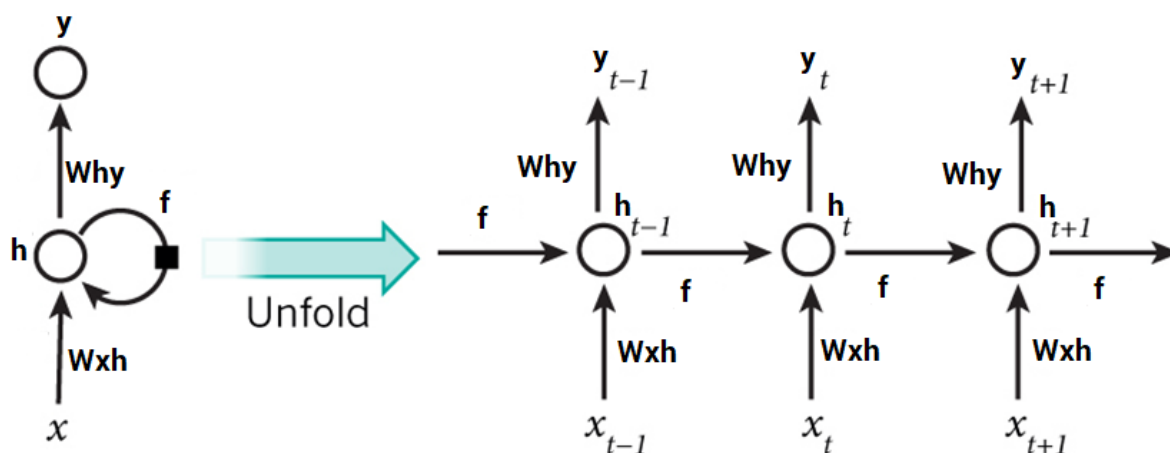 y
Why
f
h
Unfold
Wxh
x
y t-1
y t
y t+1
Why
Why
Why
f
h t-1
h t
h t+1
f
f
f
Wxh
Wxh
Wxh
x t-1
x t
x t+1